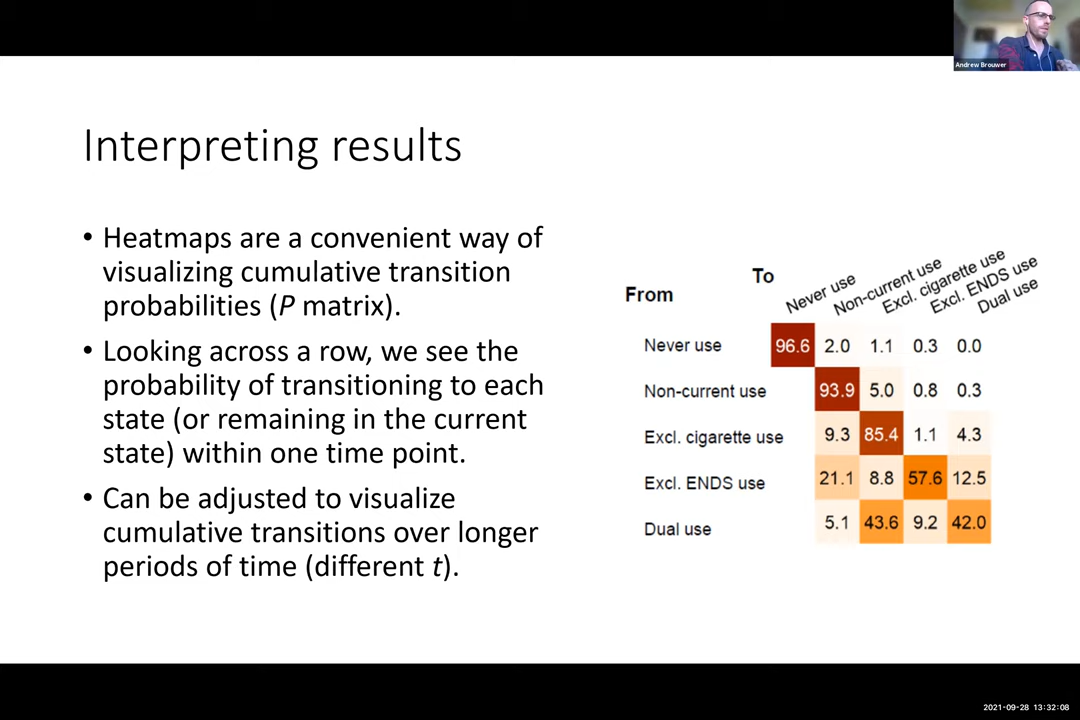 Andrew Brouwer
Interpreting results
• Heatmaps are a convenient way of
visualizing cumulative transition
probabilities (P matrix).
• Looking across a row, we see the
probability of transitioning to each
state (or remaining in the current
state) within one time point.
• Can be adjusted to visualize
cumulative transitions over longer
periods of time (different t).
To
From
Never use
Non-current use
Excl. cigarette use
Excl. ENDS use
Dual use
Never use 96.6 2.0 1.1 0.3 0.0
Non-current use 93.9 5.0 0.8 0.3
Excl. cigarette use 9.3 85.4 1.1 4.3
Excl. ENDS use 21.1 8.8 57.6 12.5
Dual use 5.1 43.6 9.2 42.0
2021-09-28 13:32:08